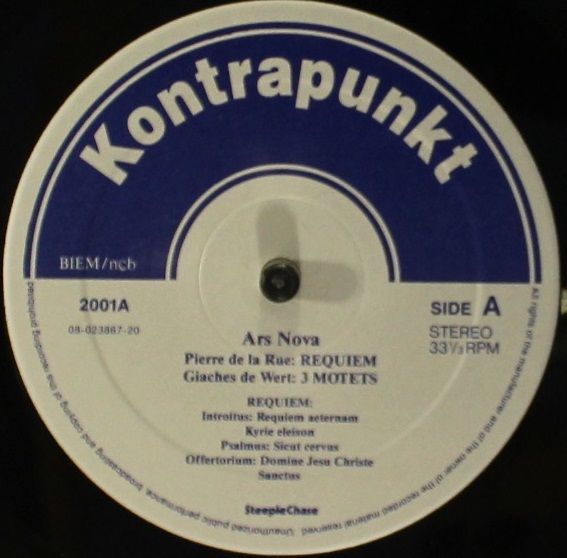 Kontrapunkt
BIEM/ncb
2001A
08-023867-20
SIDE A
STEREO
33 1/3 RPM
Ars Nova
Pierre de la Rue: REQUIEM
Giaches de Wert: 3 MOTETS
REQUIEM:
Introitus: Requiem aeternam
Kyrie eleison
Psalmus: Sicut cervus
Offertorium: Domine Jesu Christe
Sanctus
SteepleChase
All rights of the manufacturer and of the owner of the recorded material reserved. Unauthorized public performance, broadcasting and copying of this recording prohibited